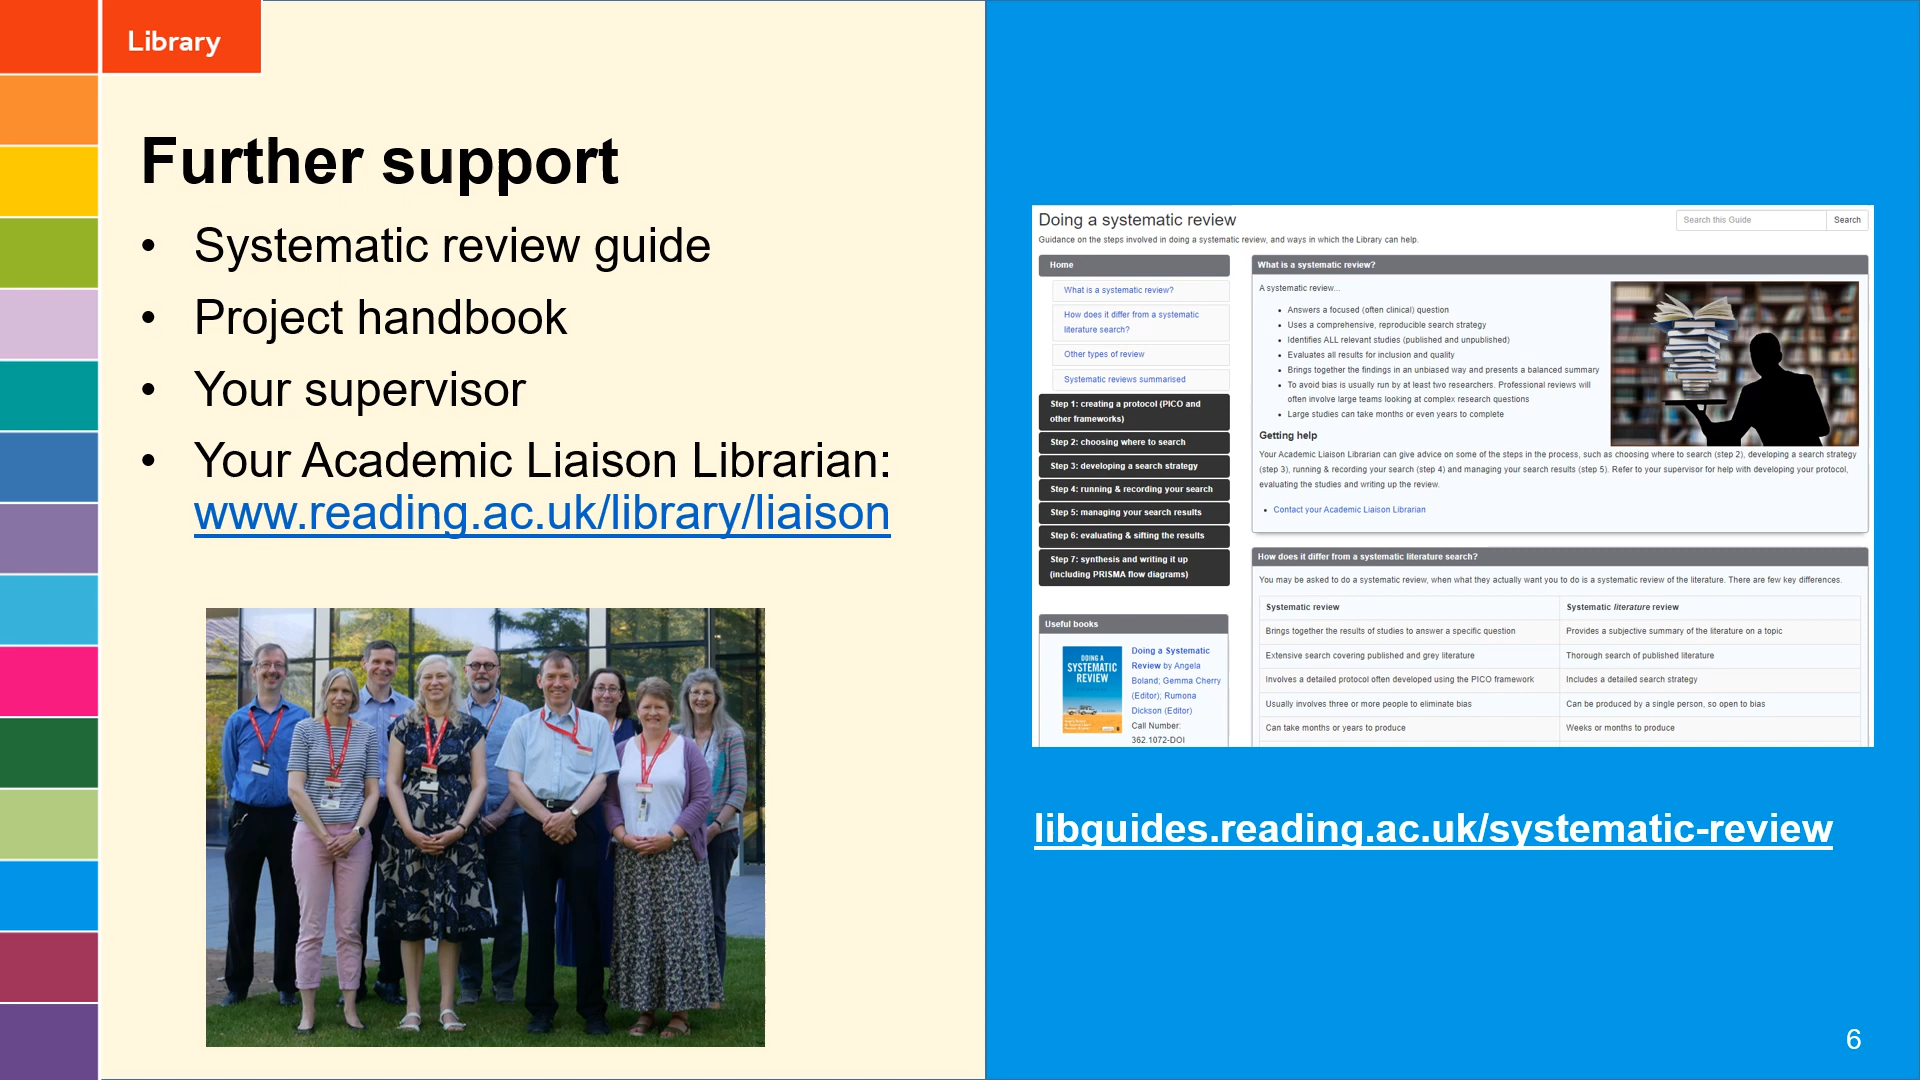 Library
Further support
• Systematic review guide
• Project handbook
• Your supervisor
• Your Academic Liaison Librarian:
www.reading.ac.uk/library/liaison
Doing a systematic review
Search this Guide
Search
Guidance on the steps involved in doing a systematic review, and ways in which the Library can help.
Home
What is a systematic review?
How does it differ from a systematic
literature search?
Other types of review
Systematic reviews summarised
Step 1: creating a protocol (PICO and
other frameworks)
Step 2: choosing where to search
Step 3: developing a search strategy
Step 4: running & recording your search
Step 5: managing your search results
Step 6: evaluating & sifting the results
Step 7: synthesis and writing it up
(including PRISMA flow diagrams)
Useful books
DOING A
SYSTEMATIC
REVIEW
Doing a Systematic
Review by Angela
Boland; Gemma Cherry
(Editor); Rumona
Dickson (Editor)
Call Number:
362.1072-DOI
What is a systematic review?
A systematic review...
• Answers a focused (often clinical) question
• Uses a comprehensive, reproducible search strategy
• Identifies ALL relevant studies (published and unpublished)
• Evaluates all results for inclusion and quality
• Brings together the findings in an unbiased way and presents a balanced summary
• To avoid bias is usually run by at least two researchers. Professional reviews will
often involve large teams looking at complex research questions
• Large studies can take months or even years to complete
Getting help
Your Academic Liaison Librarian can give advice on some of the steps in the process, such as choosing where to search (step 2), developing a search strategy
(step 3), running & recording your search (step 4) and managing your search results (step 5). Refer to your supervisor for help with developing your protocol,
evaluating the studies and writing up the review.
• Contact your Academic Liaison Librarian
How does it differ from a systematic literature search?
You may be asked to do a systematic review, when what they actually want you to do is a systematic review of the literature. There are few key differences.
Systematic review Systematic literature review
Brings together the results of studies to answer a specific question Provides a subjective summary of the literature on a topic
Extensive search covering published and grey literature Thorough search of published literature
Involves a detailed protocol often developed using the PICO framework Includes a detailed search strategy
Usually involves three or more people to eliminate bias Can be produced by a single person, so open to bias
Can take months or years to produce Weeks or months to produce
libguides.reading.ac.uk/systematic-review
6